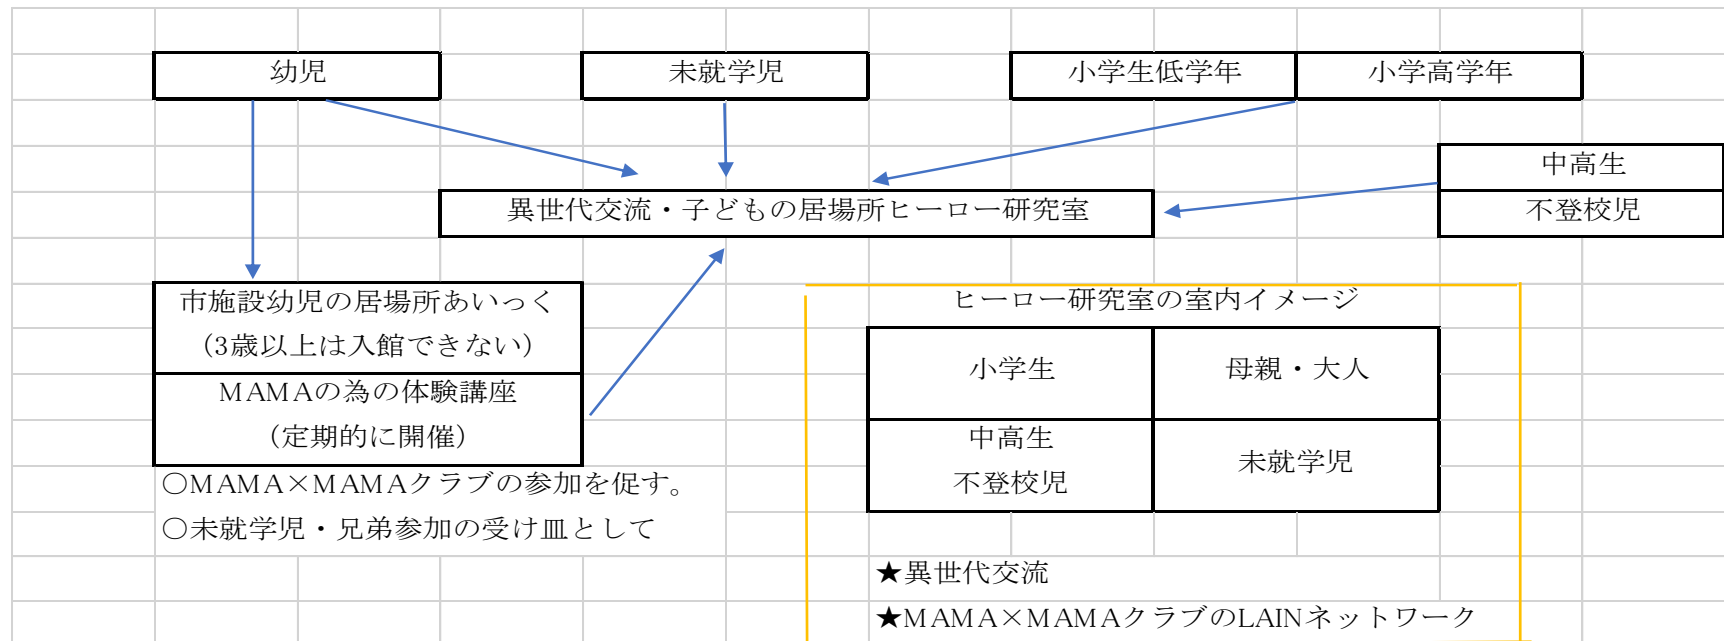 幼児
未就学児
小学生低学年
小学高学年
中高生
不登校児
異世代交流・子どもの居場所ヒーロー研究室
市施設幼児の居場所あいっく
（3歳以上は入館できない）
MAMAの為の体験講座
（定期的に開催）
〇MAMA×MAMAクラブの参加を促す。
〇未就学児・兄弟参加の受け皿として
ヒーロー研究室の室内イメージ
小学生
母親・大人
中高生
不登校児
未就学児
★異世代交流
★MAMA×MAMAクラブのLAINネットワーク